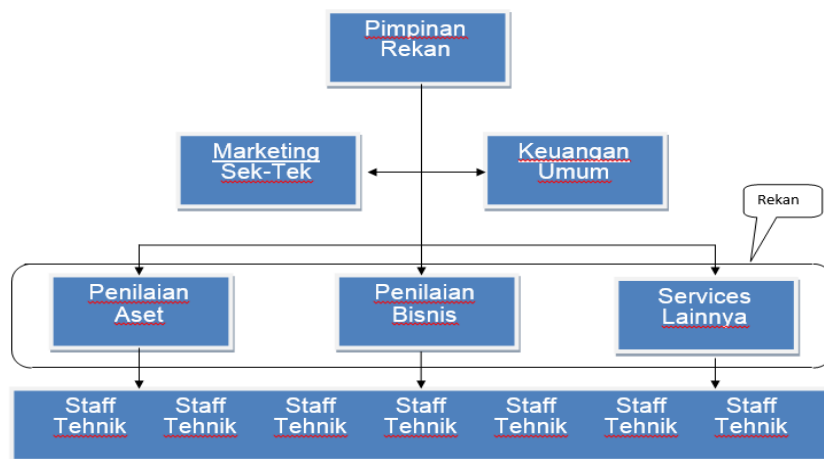 Pimpinan
Rekan
Marketing
Sek-Tek
Keuangan
Umum
Rekan
Penilaian
Aset
Penilaian
Bisnis
Services
Lainnya
Staff Staff Staff Staff Staff Staff Staff
Tehnik Tehnik Tehnik Tehnik Tehnik Tehnik Tehnik